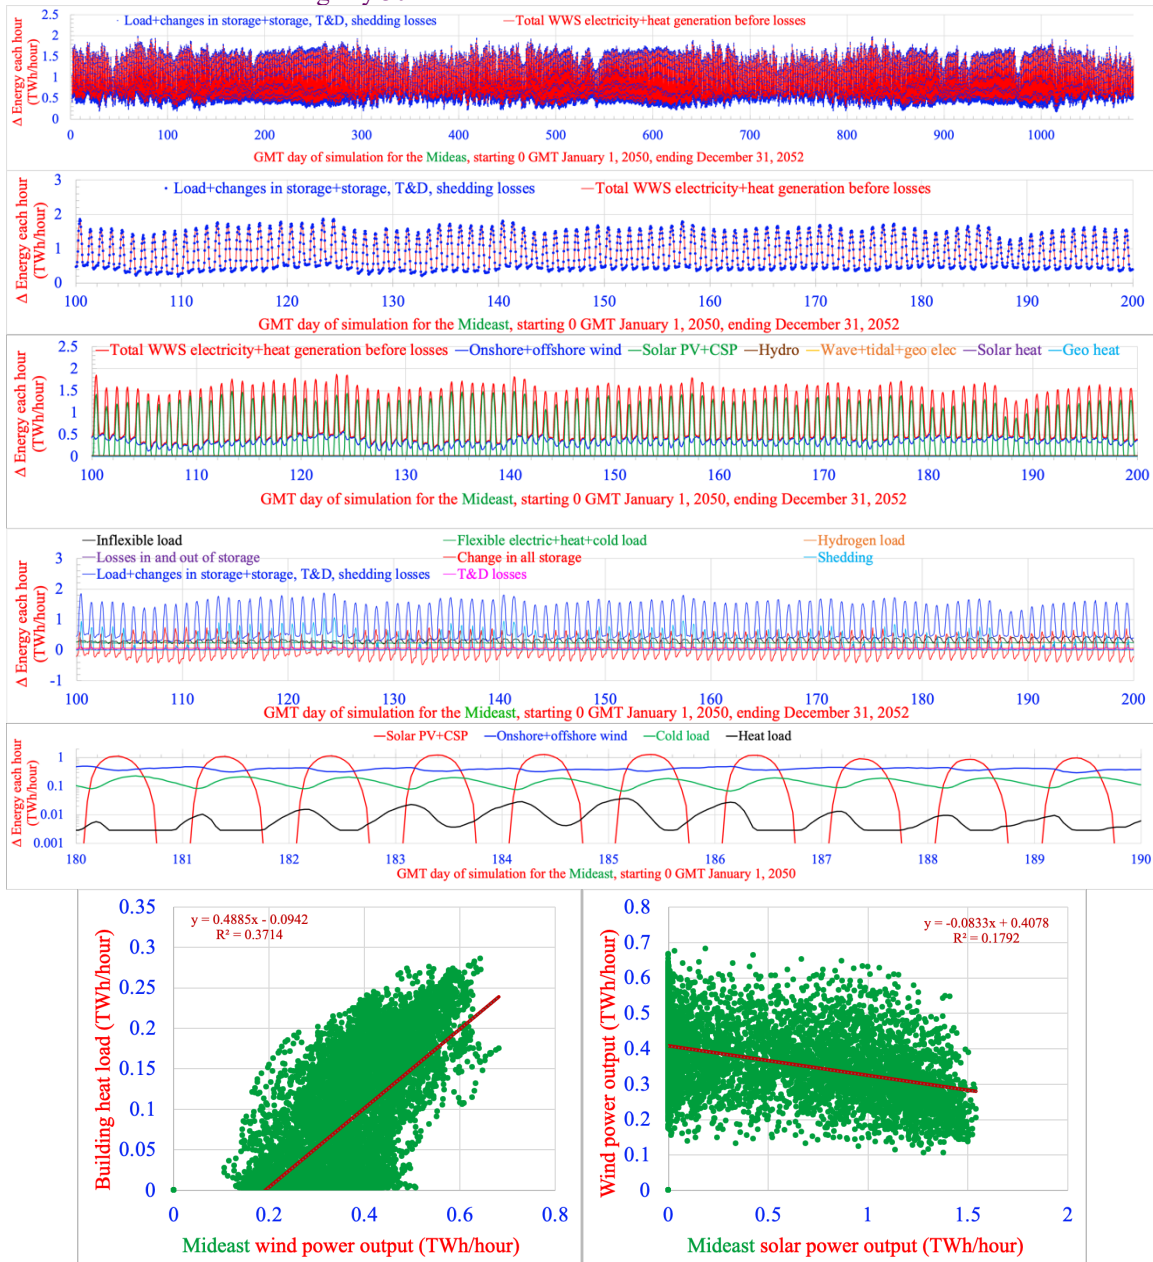 2.5
· Load+changes in storage+storage, T&D, shedding losses —Total WWS electricity+heat generation before losses
2
1.5
1
0.5
0
Δ Energy each hour
(TWh/hour)
0 100 200 300 400 500 600 700 800 900 1000
GMT day of simulation for the Mideas, starting 0 GMT January 1, 2050, ending December 31, 2052
3
· Load+changes in storage+storage, T&D, shedding losses —Total WWS electricity+heat generation before losses
2
1
0
Δ Energy each hour
(TWh/hour)
100 110 120 130 140 150 160 170 180 190 200
GMT day of simulation for the Mideast, starting 0 GMT January 1, 2050, ending December 31, 2052
2.5
—Total WWS electricity+heat generation before losses —Onshore+offshore wind —Solar PV+CSP —Hydro —Wave+tidal+geo elec —Solar heat —Geo heat
2
1.5
1
0.5
0
Δ Energy each hour
(TWh/hour)
100 110 120 130 140 150 160 170 180 190 200
GMT day of simulation for the Mideast, starting 0 GMT January 1, 2050, ending December 31, 2052
—Inflexible load —Flexible electric+heat+cold load —Hydrogen load
—Losses in and out of storage —Change in all storage —Shedding
—Load+changes in storage+storage, T&D, shedding losses —T&D losses
3
2
1
0
-1
Δ Energy each hour
(TWh/hour)
100 110 120 130 140 150 160 170 180 190 200
GMT day of simulation for the Mideast, starting 0 GMT January 1, 2050, ending December 31, 2052
—Solar PV+CSP —Onshore+offshore wind —Cold load —Heat load
1
0.1
0.01
0.001
Δ Energy each hour
(TWh/hour)
180 181 182 183 184 185 186 187 188 189 190
GMT day of simulation for the Mideast, starting 0 GMT January 1, 2050
0.35
0.3
0.25
0.2
0.15
0.1
0.05
0
y = 0.4885x - 0.0942
R² = 0.3714
Building heat load (TWh/hour)
0 0.2 0.4 0.6 0.8
Mideast wind power output (TWh/hour)
0.8
0.7
0.6
0.5
0.4
0.3
0.2
0.1
0
y = -0.0833x + 0.4078
R² = 0.1792
Wind power output (TWh/hour)
0 0.5 1 1.5 2
Mideast solar power output (TWh/hour)